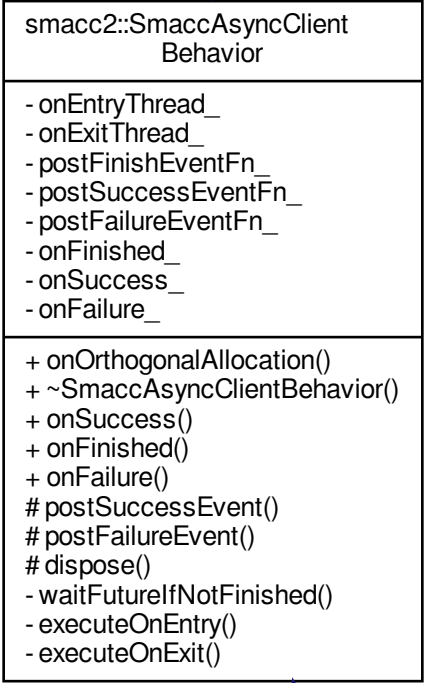 smacc2::SmaccAsyncClient
Behavior
- onEntryThread_
- onExitThread_
- postFinishEventFn_
- postSuccessEventFn_
- postFailureEventFn_
- onFinished_
- onSuccess_
- onFailure_
+ onOrthogonalAllocation()
+ ~SmaccAsyncClientBehavior()
+ onSuccess()
+ onFinished()
+ onFailure()
# postSuccessEvent()
# postFailureEvent()
# dispose()
- waitFutureIfNotFinished()
- executeOnEntry()
- executeOnExit()